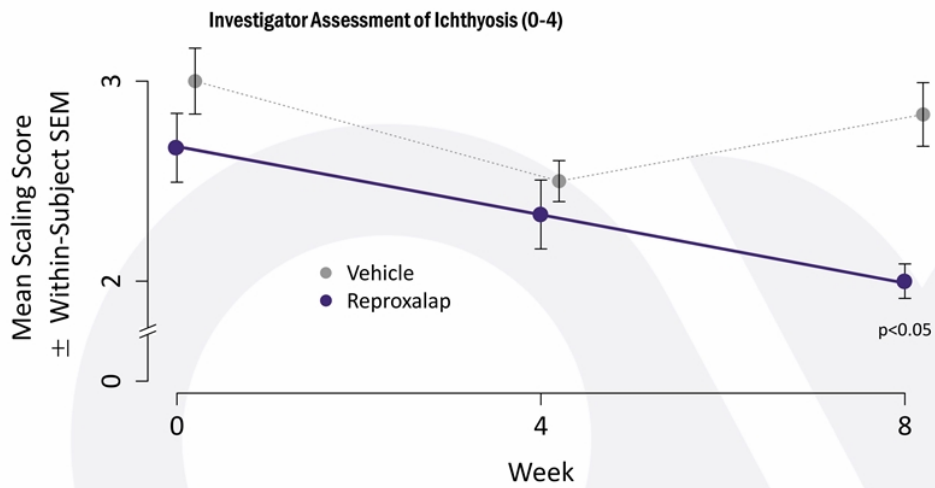 Investigator Assessment of Ichthyosis (0-4)
Mean Scaling Score
± Within-Subject SEM
3
2
0
Vehicle
Reproxalap
p<0.05
0 4 8
Week